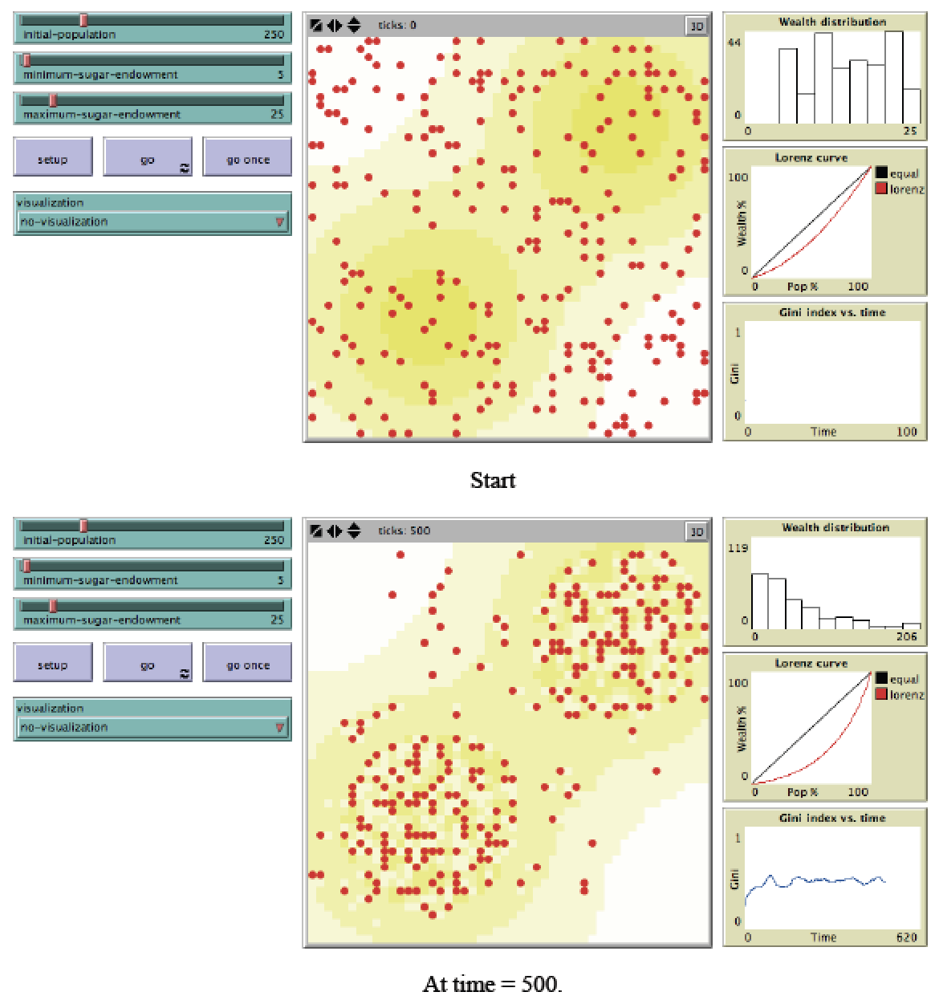 initial-population 250
minimum-sugar-endowment 5
maximum-sugar-endowment 25
setup
go
go once
visualization
no-visualization
ticks: 0
3D
Wealth distribution
44
0
0 25
Lorenz curve
100
Wealth %
0
0 Pop % 100
equal
lorenz
Gini index vs. time
1
Gini
0
0 Time 100
Start
initial-population 250
minimum-sugar-endowment 5
maximum-sugar-endowment 25
setup
go
go once
visualization
no-visualization
ticks: 500
3D
Wealth distribution
119
0
0 206
Lorenz curve
100
Wealth %
0
0 Pop % 100
equal
lorenz
Gini index vs. time
1
Gini
0
0 Time 620
At time = 500.